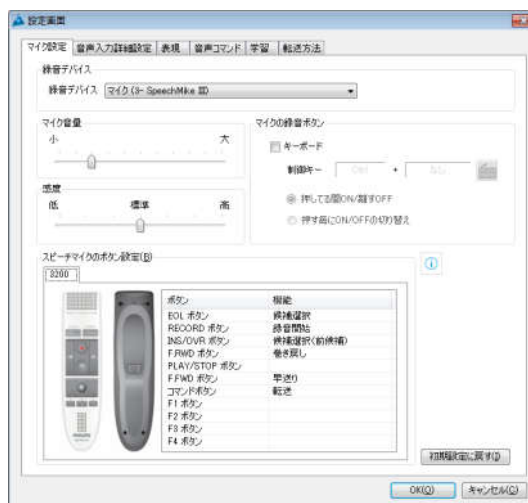 設定画面
マイク設定 音声入力詳細設定 表現 音声コマンド 学習 転送方法
録音デバイス
録音デバイス マイク (3- SpeechMike Ⅲ)
マイク音量
小 大
感度
低 標準 高
マイクの録音ボタン
キーボード
制御キー Ctrl + なし
押してる間ON/離すOFF
押す毎にON/OFFの切り替え
スピーチマイクのボタン設定(B)
3200
ボタン 機能
EOL ボタン 候補選択
RECORD ボタン 録音開始
INS/OVR ボタン 候補選択(前候補)
F.RWD ボタン 巻き戻し
PLAY/STOP ボタン
F.FWD ボタン 早送り
コマンドボタン 転送
F1 ボタン
F2 ボタン
F3 ボタン
F4 ボタン
初期設定に戻す(I)
OK(O) キャンセル(C)